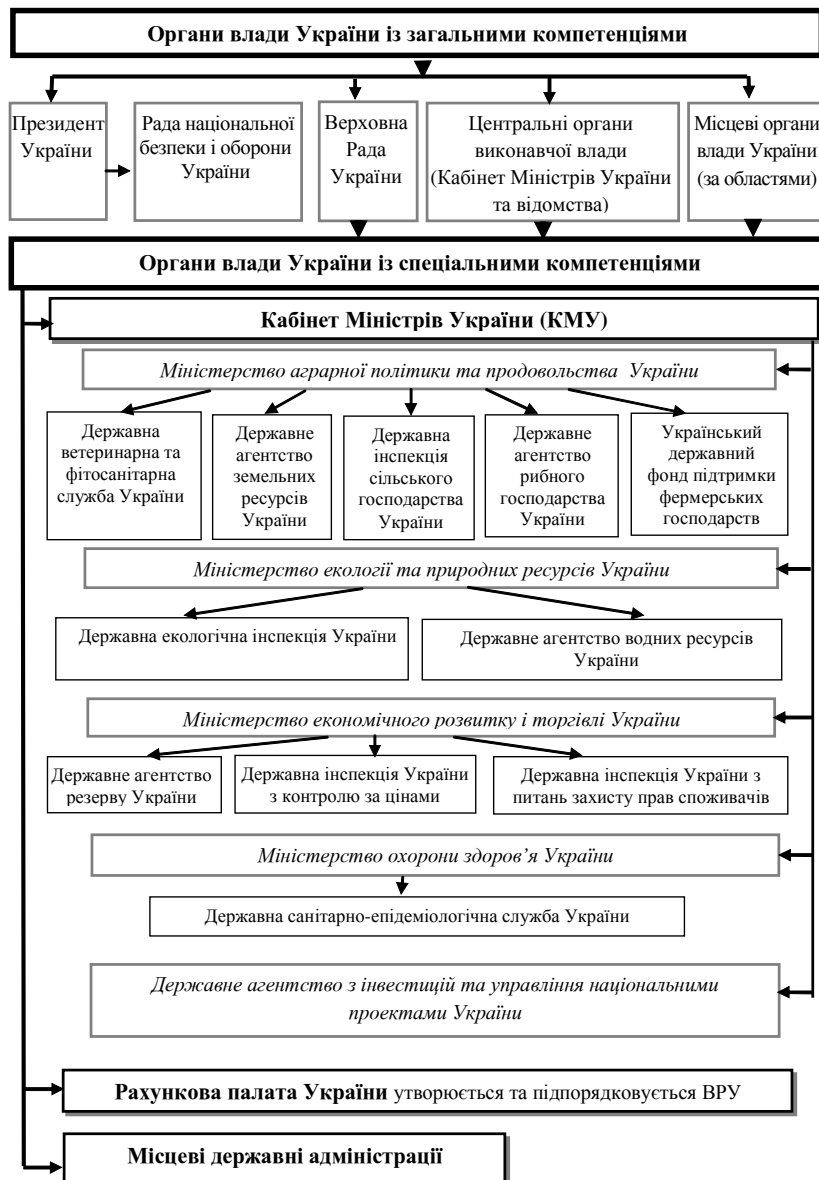 Органи влади України із загальними компетенціями
Президент
України
Рада національної
безпеки і оборони
України
Верховна
Рада
України
Центральні органи
виконавчої влади
(Кабінет Міністрів України
та відомства)
Місцеві органи
влади України
(за областями)
Органи влади України із спеціальними компетенціями
Кабінет Міністрів України (КМУ)
Міністерство аграрної політики та продовольства України
Державна
ветеринарна та
фітосанітарна
служба України
Державне
агентство
земельних
ресурсів
України
Державна
інспекція
сільського
господарства
України
Державне
агентство
рибного
господарства
України
Український
державний
фонд підтримки
фермерських
господарств
Міністерство екології та природних ресурсів України
Державна екологічна інспекція України
Державне агентство водних ресурсів
України
Міністерство економічного розвитку і торгівлі України
Державне агентство
резерву України
Державна інспекція України
з контролю за цінами
Державна інспекція України з
питань захисту прав споживачів
Міністерство охорони здоров’я України
Державна санітарно-епідеміологічна служба України
Державне агентство з інвестицій та управління національними
проектами України
Рахункова палата України утворюється та підпорядковується ВРУ
Місцеві державні адміністрації